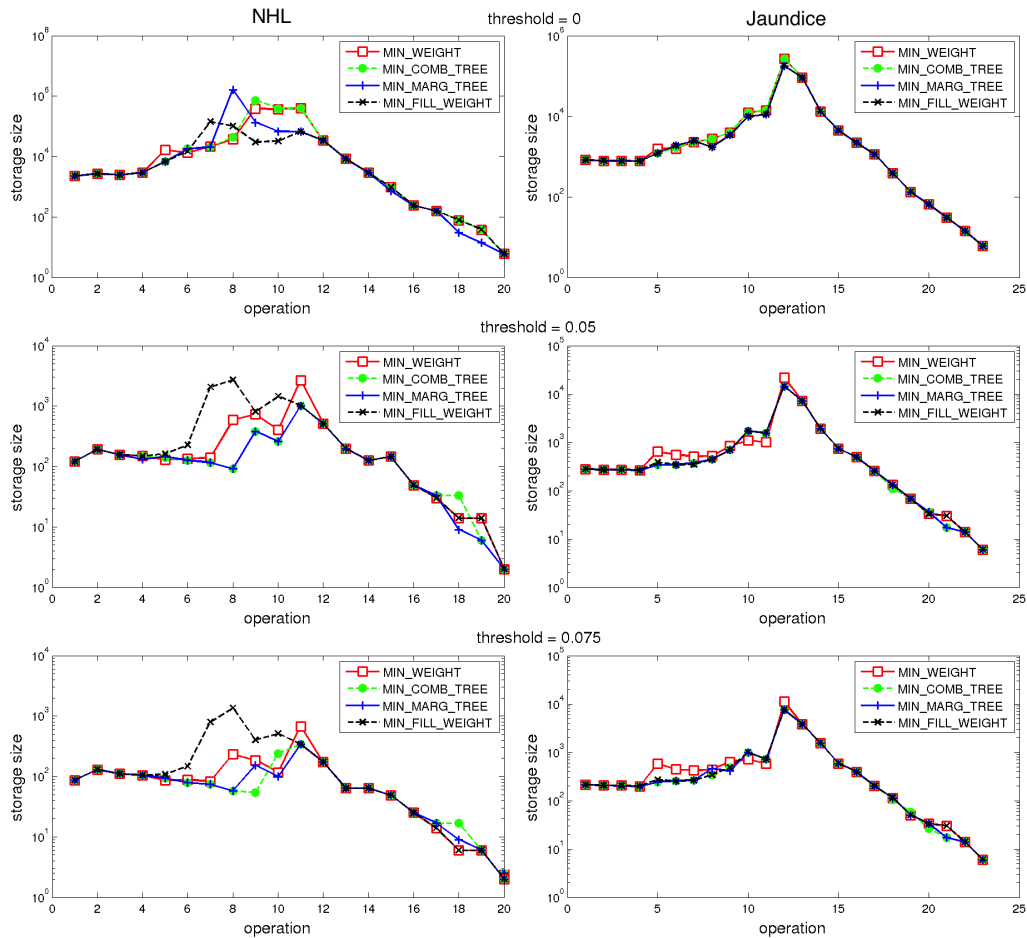 NHL
threshold = 0
Jaundice
10^8
10^6
10^4
10^2
10^0
storage size
MIN_WEIGHT
MIN_COMB_TREE
MIN_MARG_TREE
MIN_FILL_WEIGHT
0 2 4 6 8 10 12 14 16 18 20
operation
10^6
10^4
10^2
10^0
storage size
MIN_WEIGHT
MIN_COMB_TREE
MIN_MARG_TREE
MIN_FILL_WEIGHT
0 5 10 15 20 25
operation
threshold = 0.05
10^4
10^3
10^2
10^1
10^0
storage size
MIN_WEIGHT
MIN_COMB_TREE
MIN_MARG_TREE
MIN_FILL_WEIGHT
0 2 4 6 8 10 12 14 16 18 20
operation
10^5
10^4
10^3
10^2
10^1
10^0
storage size
MIN_WEIGHT
MIN_COMB_TREE
MIN_MARG_TREE
MIN_FILL_WEIGHT
0 5 10 15 20 25
operation
threshold = 0.075
10^4
10^3
10^2
10^1
10^0
storage size
MIN_WEIGHT
MIN_COMB_TREE
MIN_MARG_TREE
MIN_FILL_WEIGHT
0 2 4 6 8 10 12 14 16 18 20
operation
10^5
10^4
10^3
10^2
10^1
10^0
storage size
MIN_WEIGHT
MIN_COMB_TREE
MIN_MARG_TREE
MIN_FILL_WEIGHT
0 5 10 15 20 25
operation